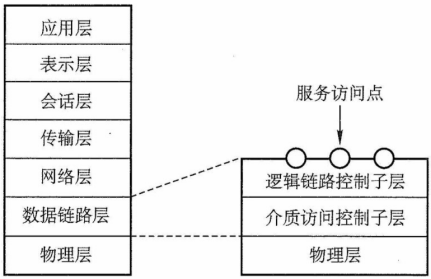 应用层
表示层
会话层
传输层
网络层
数据链路层
物理层
服务访问点
逻辑链路控制子层
介质访问控制子层
物理层